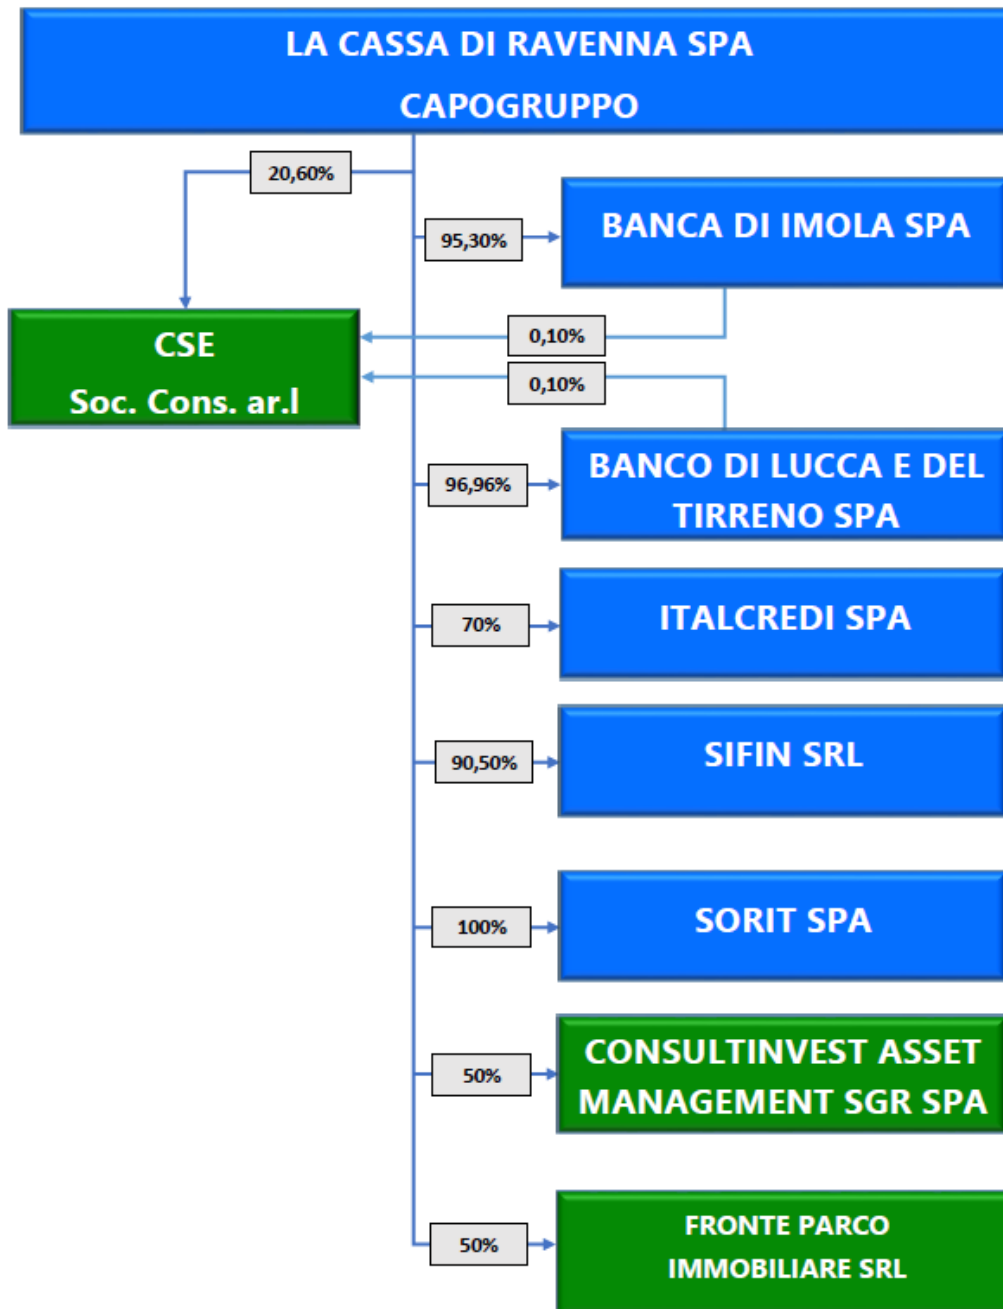 LA CASSA DI RAVENNA SPA
CAPOGRUPPO
20,60%
95,30%
BANCA DI IMOLA SPA
CSE
Soc. Cons. ar.l
0,10%
0,10%
96,96%
BANCO DI LUCCA E DEL
TIRRENO SPA
70%
ITALCREDI SPA
90,50%
SIFIN SRL
100%
SORIT SPA
50%
CONSULTINVEST ASSET
MANAGEMENT SGR SPA
50%
FRONTE PARCO
IMMOBILIARE SRL